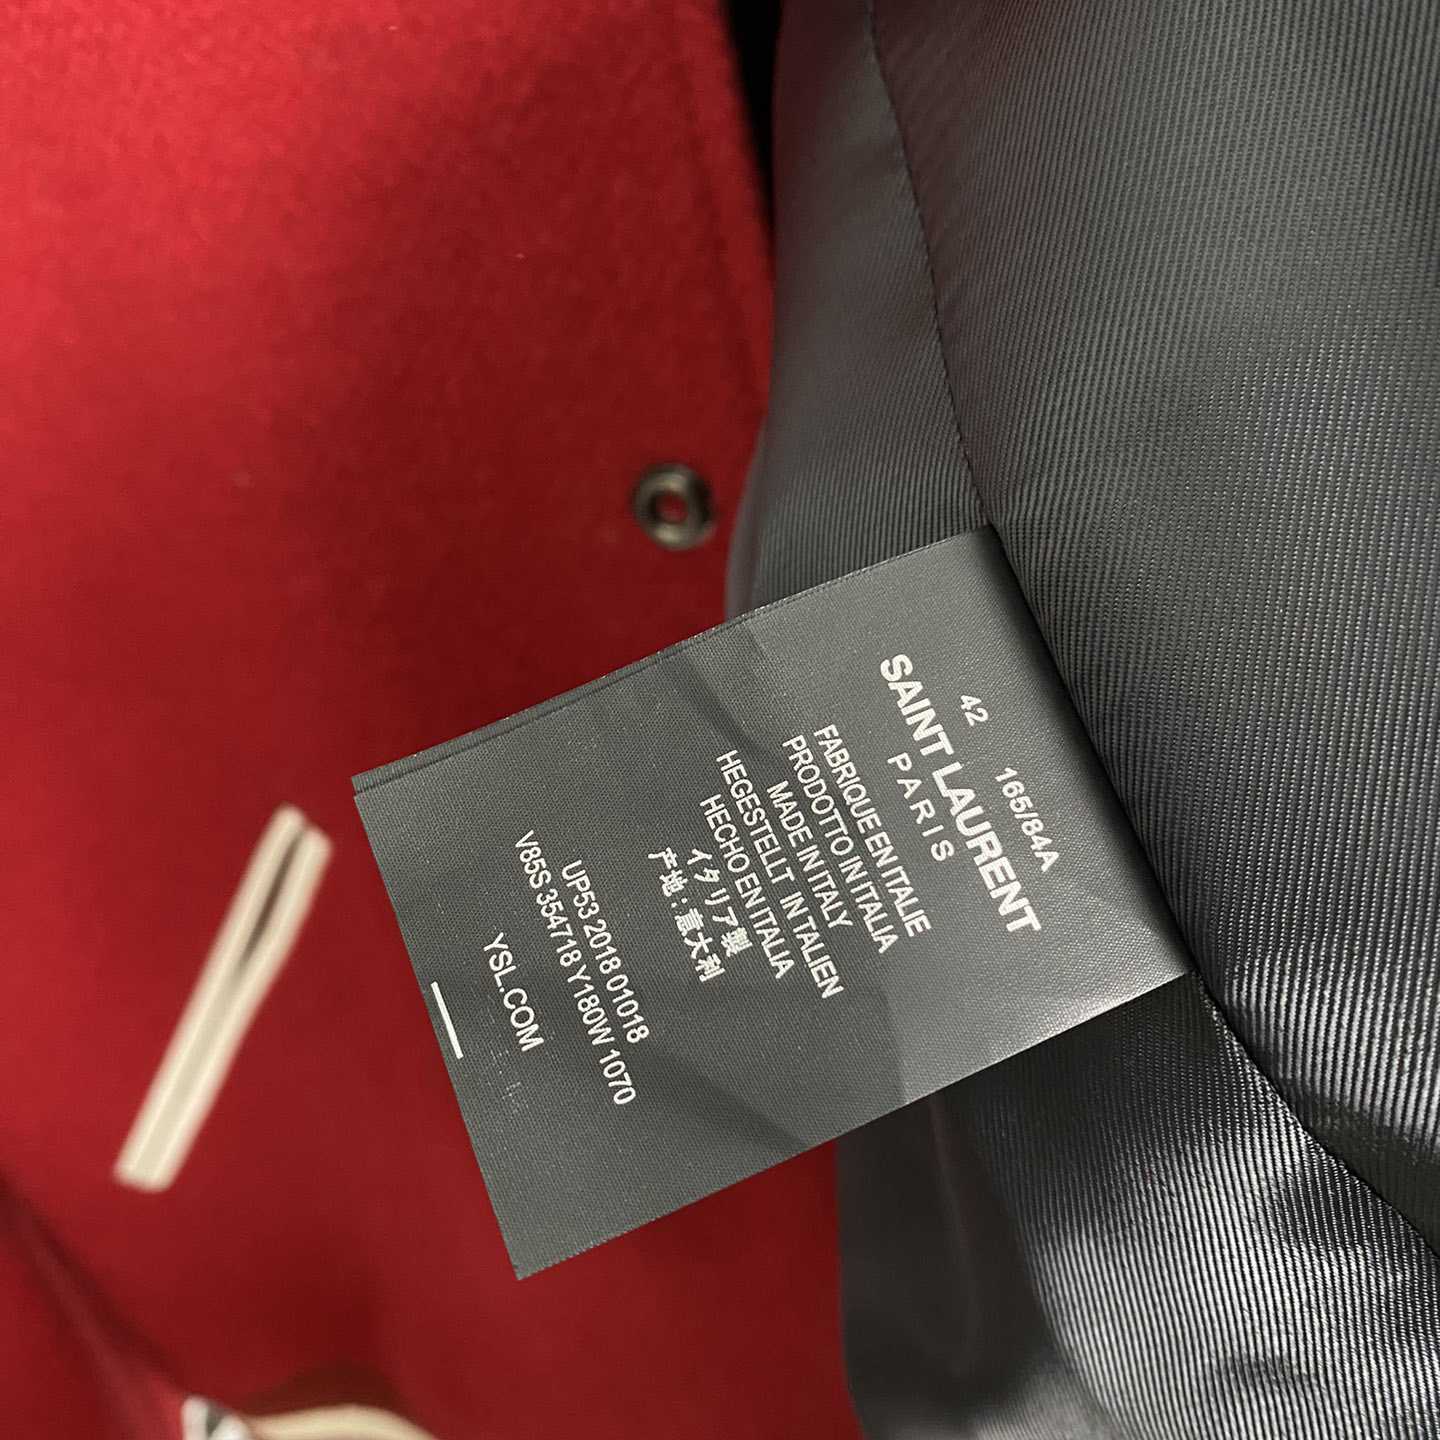 42 165/84A
SAINT LAURENT
PARIS
FABRIQUE EN ITALIE
PRODOTTO IN ITALIA
MADE IN ITALY
HEGESTELLT IN ITALIEN
HECHO EN ITALIA
イタリア製
产地:意大利
UP53 2018 01018
V85S 354718 Y180W 1070
YSL.COM